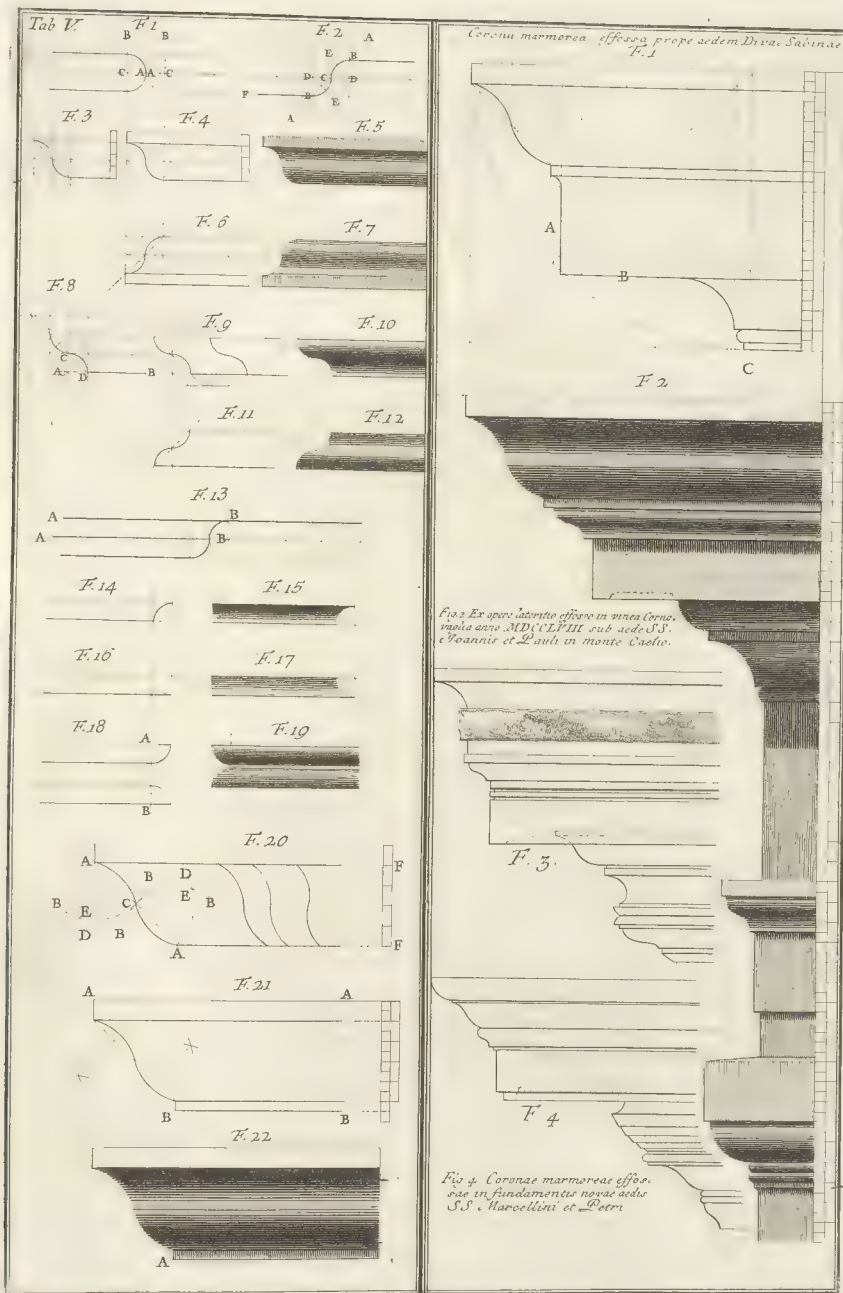 Tab V.
F.1
B B
C A A C
F.2
A
E B
D C D
F B E
A
F.3
F.4
F.5
F.6
F.7
F.8
C
A D B
F.9
F.10
F.11
F.12
F.13
A B
A B
F.14
F.15
F.16
F.17
F.18
A
B
F.19
F.20
A B D F
E
B E C B
D B
A F
F.21
A A
B B
F.22
A
Corona marmorea effossa prope aedem Divae Sabinae
F.1
A
B
C
F 2
Fig. 2 Ex opere lateritio effosso in vinea Corno-
vaglia anno MDCCLVIII sub aede SS.
Joannis et Pauli in monte Caelio.
F. 3.
F 4
Fig 4. Coronae marmoreae effos-
sae in fundamentis novae aedis
SS. Marcellini et Petri